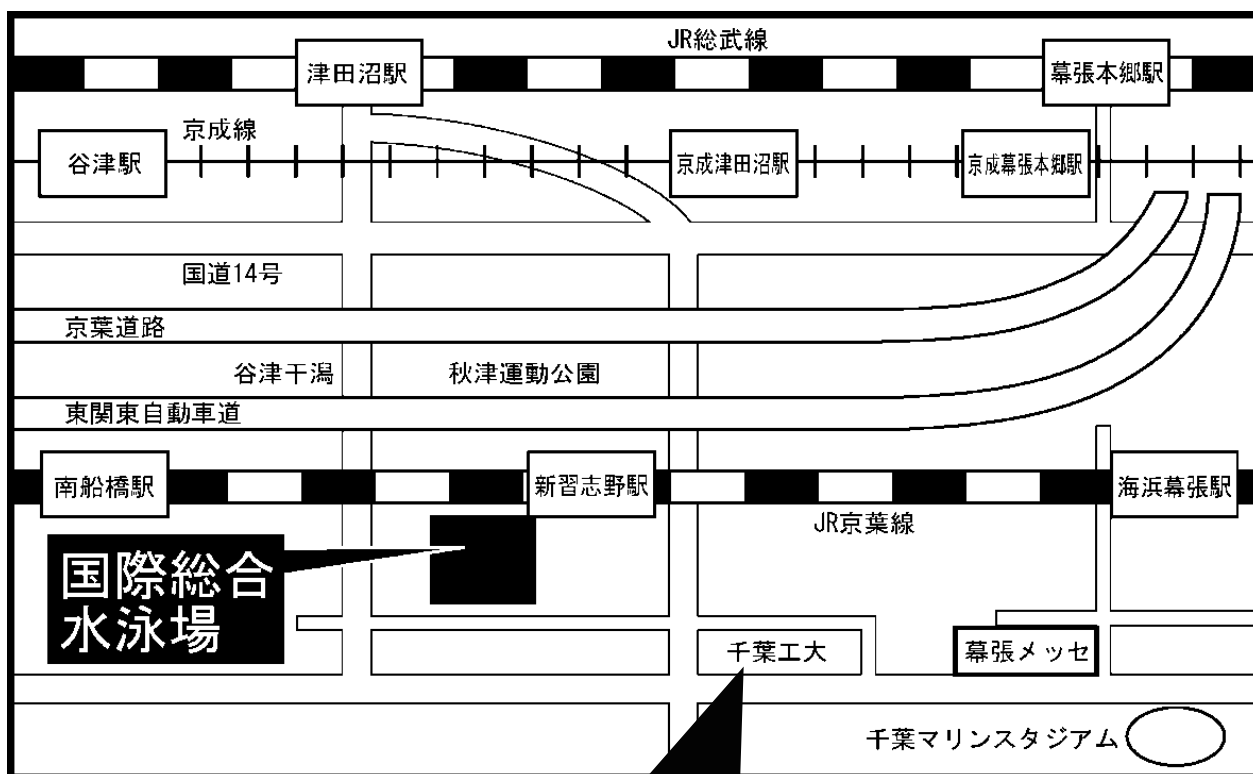 JR総武線
津田沼駅
幕張本郷駅
京成線
谷津駅
京成津田沼駅
京成幕張本郷駅
国道14号
京葉道路
谷津干潟
秋津運動公園
東関東自動車道
南船橋駅
新習志野駅
海浜幕張駅
JR京葉線
国際総合
水泳場
千葉工大
幕張メッセ
千葉マリンスタジアム